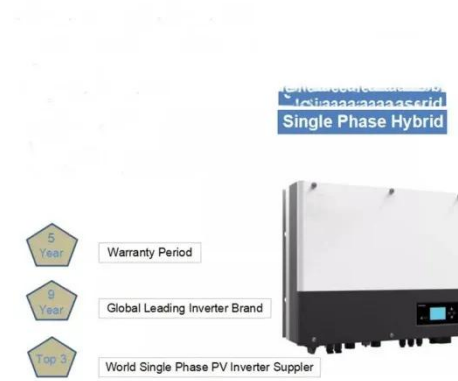 Single Phase Hybrid
5
Year
Warranty Period
9
Year
Global Leading Inverter Brand
Top 3
World Single Phase PV Inverter Suppler